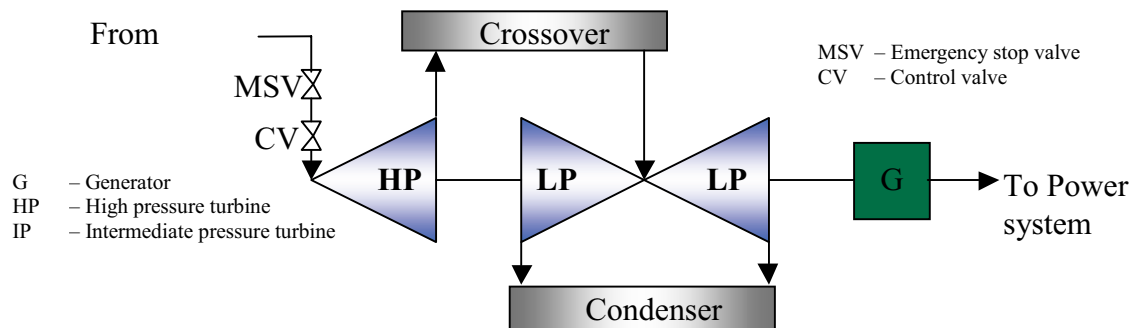 From
Crossover
MSV – Emergency stop valve
CV – Control valve
MSV
CV
HP
LP
LP
G
To Power
system
G – Generator
HP – High pressure turbine
IP – Intermediate pressure turbine
Condenser